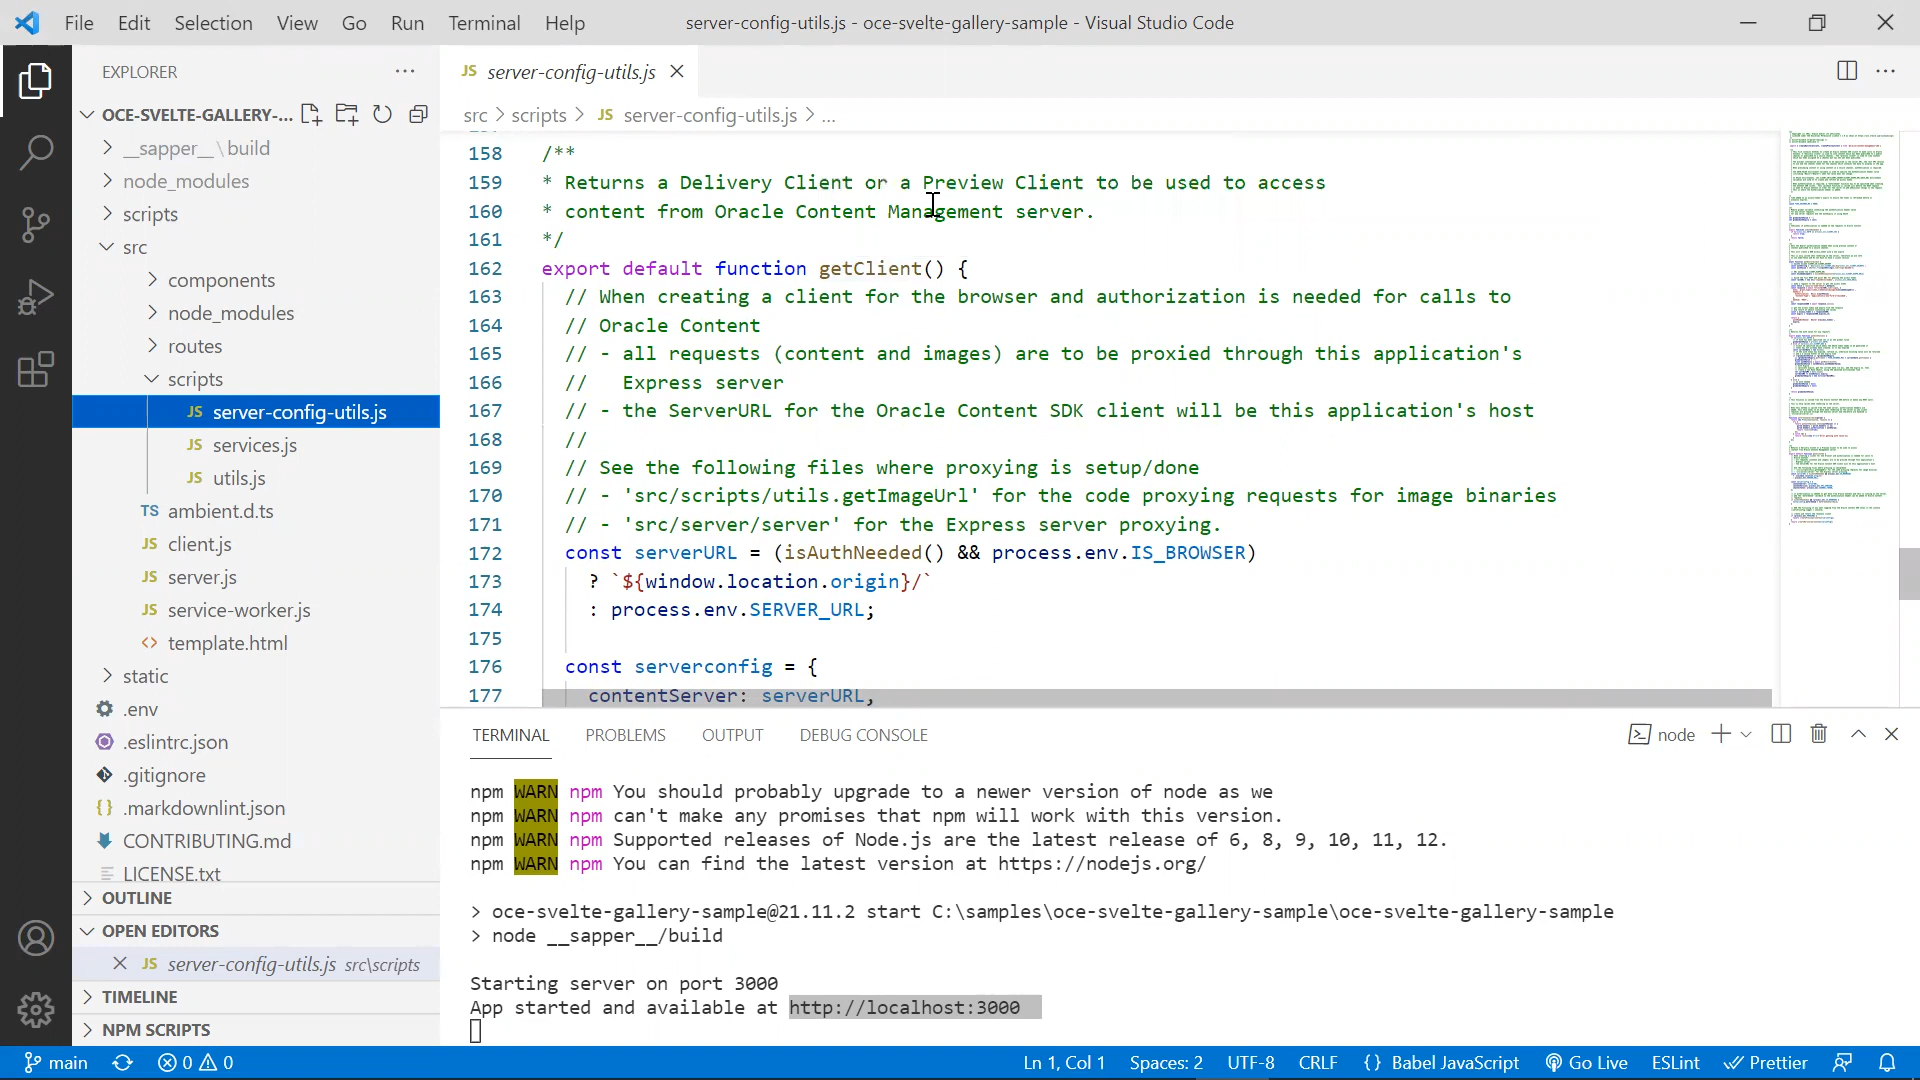 File Edit Selection View Go Run Terminal Help server-config-utils.js - oce-svelte-gallery-sample - Visual Studio Code
EXPLORER
OCE-SVELTE-GALLERY-...
__sapper__\build
node_modules
scripts
src
components
node_modules
routes
scripts
JS server-config-utils.js
JS services.js
JS utils.js
TS ambient.d.ts
JS client.js
JS server.js
JS service-worker.js
<> template.html
static
.env
.eslintrc.json
.gitignore
{} .markdownlint.json
CONTRIBUTING.md
LICENSE.txt
OUTLINE
OPEN EDITORS
JS server-config-utils.js src\scripts
TIMELINE
NPM SCRIPTS
JS server-config-utils.js
src > scripts > JS server-config-utils.js > ...
158 /**
159 * Returns a Delivery Client or a Preview Client to be used to access
160 * content from Oracle Content Management server.
161 */
162 export default function getClient() {
163 // When creating a client for the browser and authorization is needed for calls to
164 // Oracle Content
165 // - all requests (content and images) are to be proxied through this application's
166 //   Express server
167 // - the ServerURL for the Oracle Content SDK client will be this application's host
168 //
169 // See the following files where proxying is setup/done
170 // - 'src/scripts/utils.getImageUrl' for the code proxying requests for image binaries
171 // - 'src/server/server' for the Express server proxying.
172 const serverURL = (isAuthNeeded() && process.env.IS_BROWSER)
173 ? `${window.location.origin}/`
174 : process.env.SERVER_URL;
175
176 const serverconfig = {
177 contentServer: serverURL,
TERMINAL PROBLEMS OUTPUT DEBUG CONSOLE node
npm WARN npm You should probably upgrade to a newer version of node as we
npm WARN npm can't make any promises that npm will work with this version.
npm WARN npm Supported releases of Node.js are the latest release of 6, 8, 9, 10, 11, 12.
npm WARN npm You can find the latest version at https://nodejs.org/
> oce-svelte-gallery-sample@21.11.2 start C:\samples\oce-svelte-gallery-sample\oce-svelte-gallery-sample
> node __sapper__/build
Starting server on port 3000
App started and available at http://localhost:3000
main 0 0 Ln 1, Col 1 Spaces: 2 UTF-8 CRLF {} Babel JavaScript Go Live ESLint Prettier